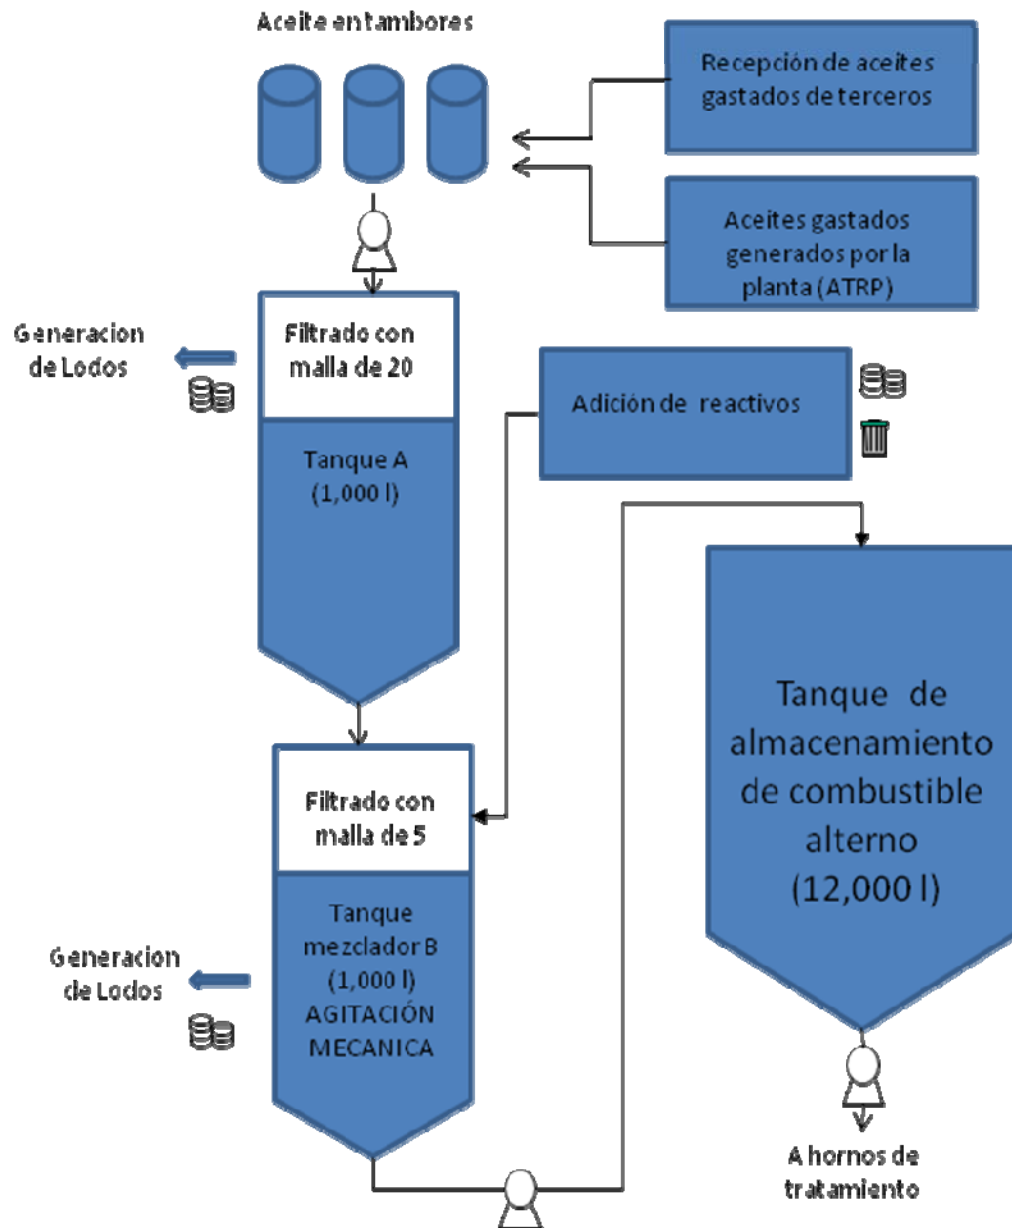 Aceite en tambores
Recepción de aceites
gastados de terceros
Aceites gastados
generados por la
planta (ATRP)
Generacion
de Lodos
Filtrado con
malla de 20
Adición de reactivos
Tanque A
(1,000 l)
Tanque de
almacenamiento
de combustible
alterno
(12,000 l)
Filtrado con
malla de 5
Generacion
de Lodos
Tanque
mezclador B
(1,000 l)
AGITACIÓN
MECANICA
A hornos de
tratamiento